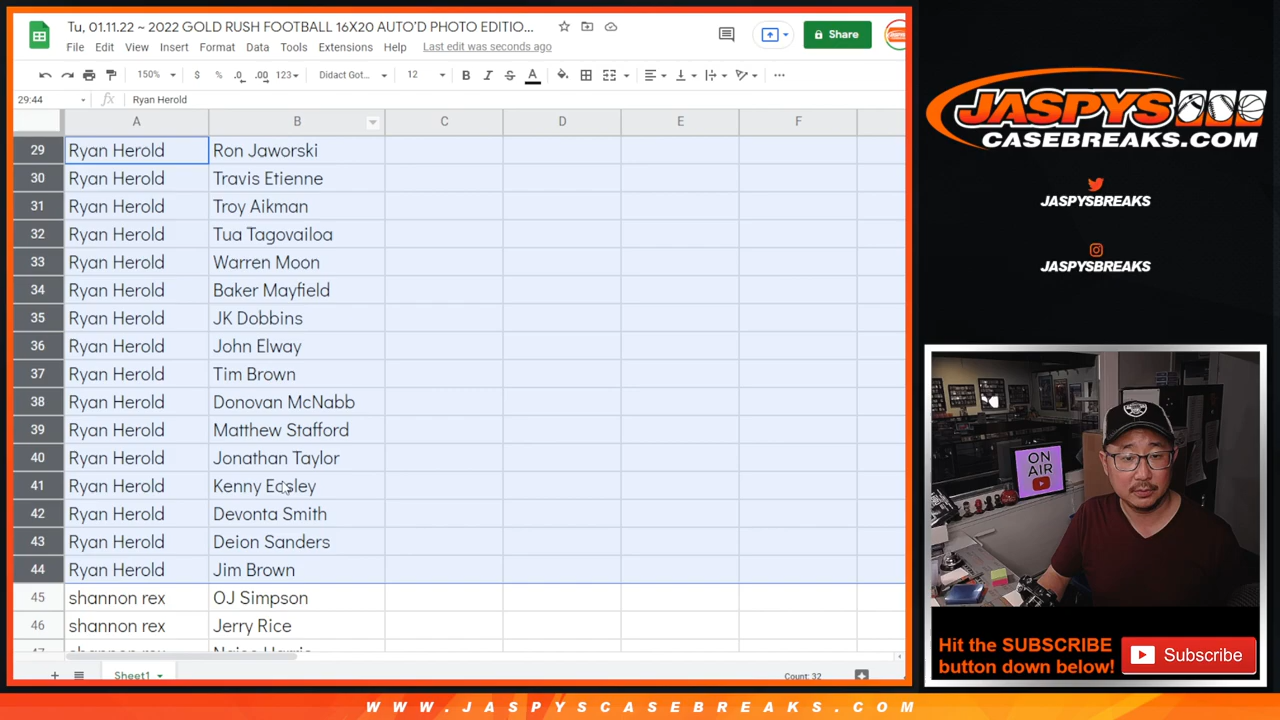 Tu, 01.11.22 ~ 2022 GOLD RUSH FOOTBALL 16X20 AUTO'D PHOTO EDITIO...
File Edit View Insert Format Data Tools Extensions Help Last edit was seconds ago
Share
150% $ % .0 .00 123 Didact Got... 12 B I S A
29:44 fx Ryan Herold
A B C D E F
29 Ryan Herold Ron Jaworski
30 Ryan Herold Travis Etienne
31 Ryan Herold Troy Aikman
32 Ryan Herold Tua Tagovailoa
33 Ryan Herold Warren Moon
34 Ryan Herold Baker Mayfield
35 Ryan Herold JK Dobbins
36 Ryan Herold John Elway
37 Ryan Herold Tim Brown
38 Ryan Herold Donovan McNabb
39 Ryan Herold Matthew Stafford
40 Ryan Herold Jonathan Taylor
41 Ryan Herold Kenny Easley
42 Ryan Herold Devonta Smith
43 Ryan Herold Deion Sanders
44 Ryan Herold Jim Brown
45 shannon rex OJ Simpson
46 shannon rex Jerry Rice
Sheet1
Count: 32
JASPYS
CASEBREAKS.COM
JASPYSBREAKS
JASPYSBREAKS
ON
AIR
Hit the SUBSCRIBE
button down below!
Subscribe
WWW.JASPYSCASEBREAKS.COM